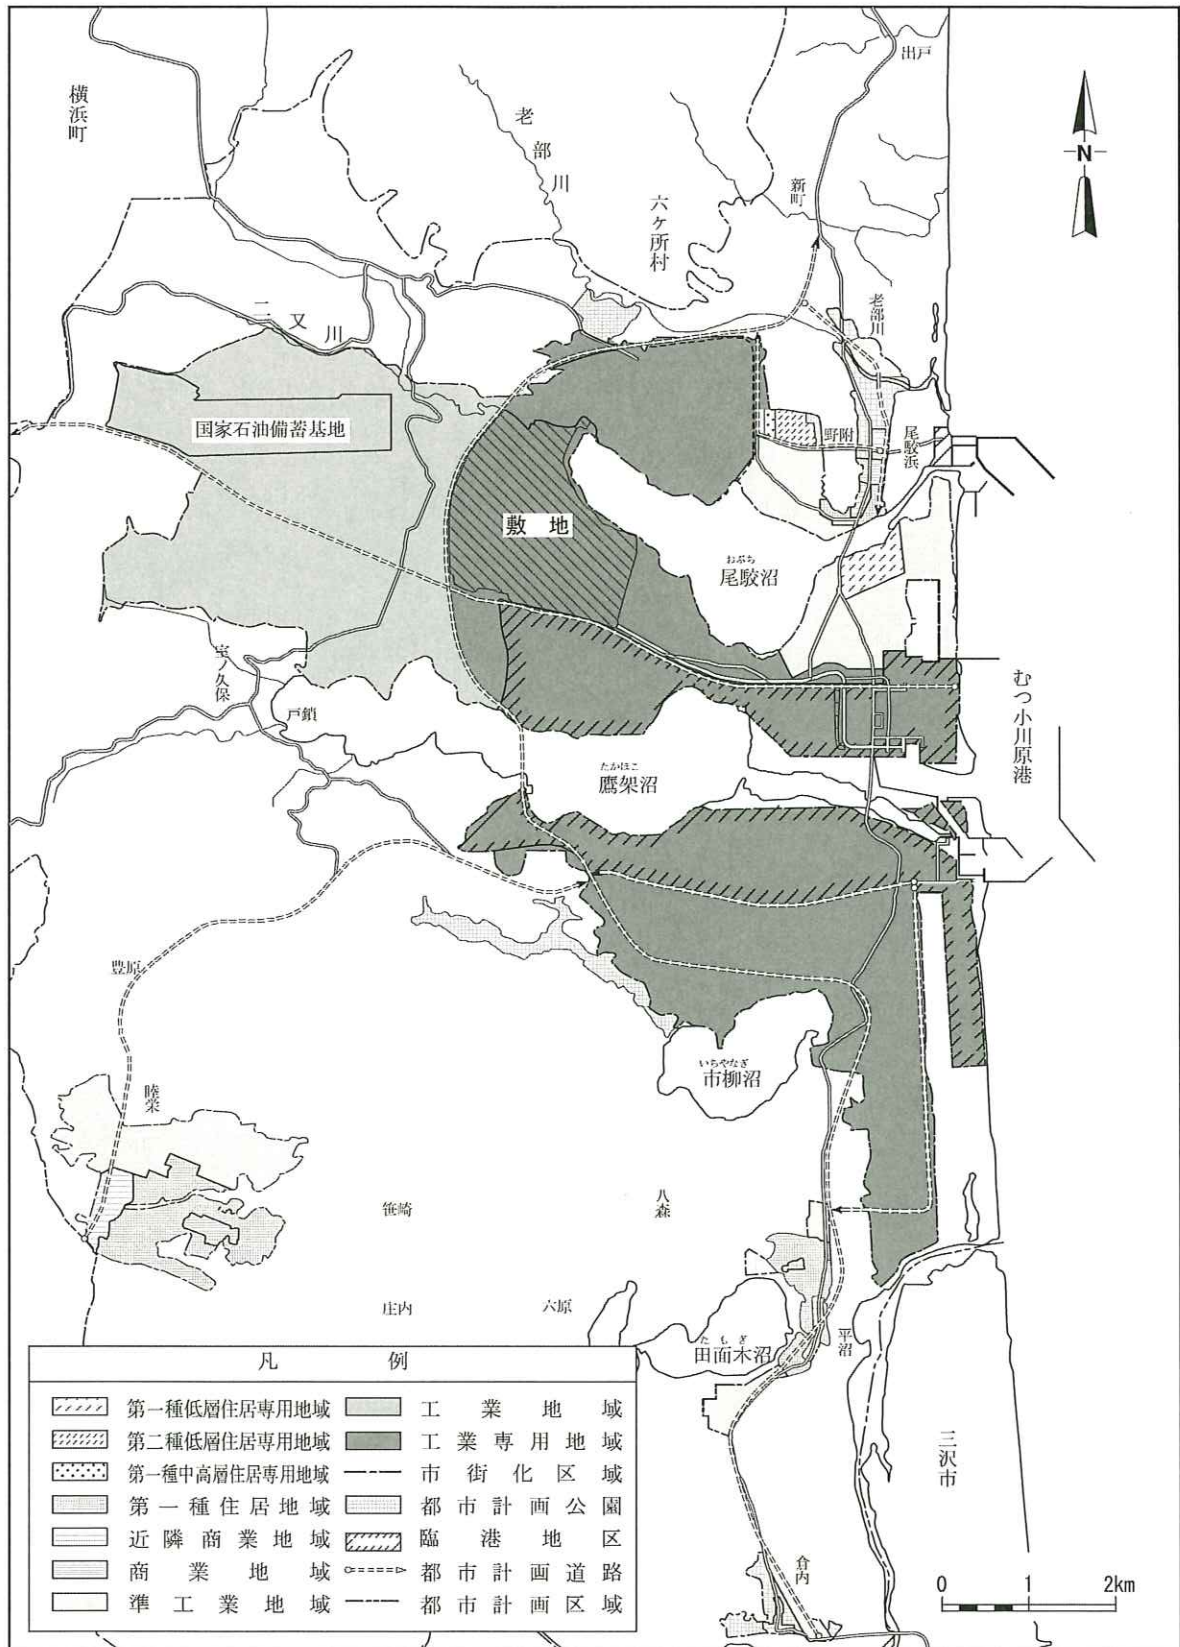 出戸
横浜町
老部川
N
新町
六ケ所村
老部川
二又川
国家石油備蓄基地
野附
尾駮浜
敷地
おぶち
尾駮沼
室ノ久保
戸鎖
むつ小川原港
たかほこ
鷹架沼
豊原
いちやなぎ
市柳沼
睦栄
笹崎
八森
庄内
六原
平沼
たもぎ
田面木沼
三沢市
倉内
凡例
第一種低層住居専用地域
第二種低層住居専用地域
第一種中高層住居専用地域
第一種住居地域
近隣商業地域
商業地域
準工業地域
工業地域
工業専用地域
市街化区域
都市計画公園
臨港地区
都市計画道路
都市計画区域
0 1 2km